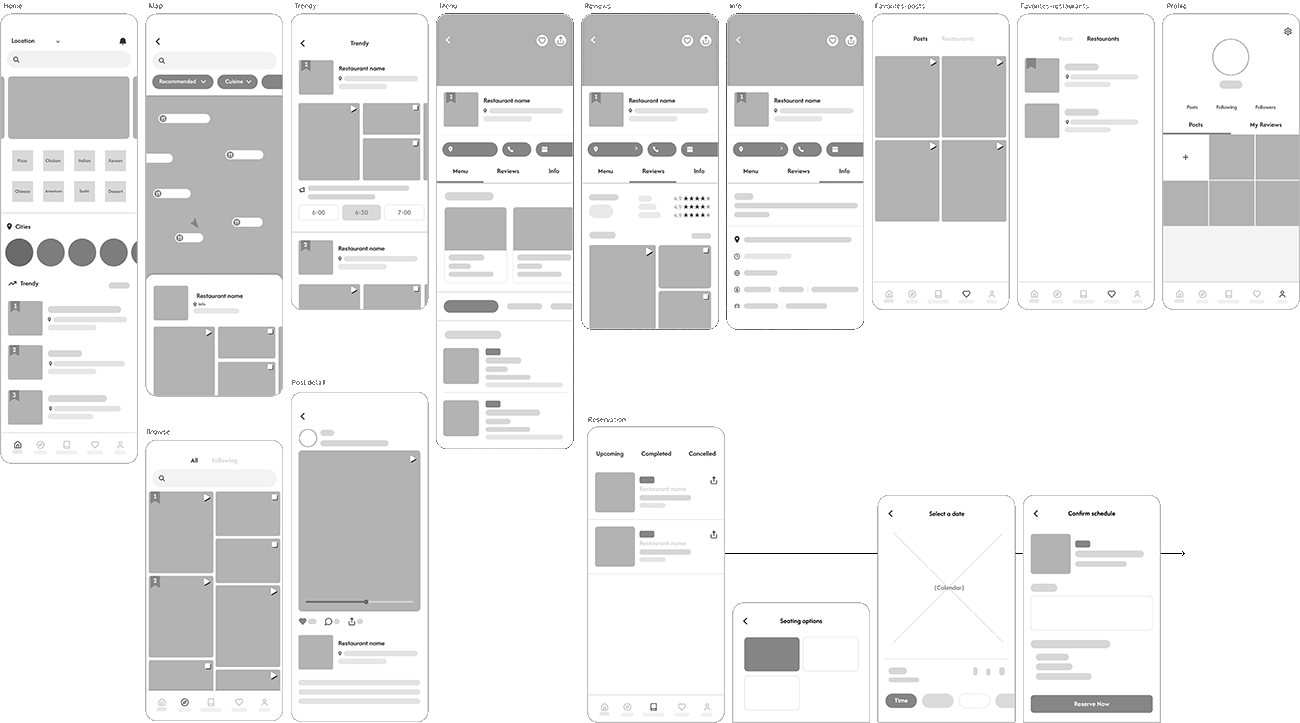 Home
Location
Pizza
Chicken
Italian
Korean
Chinese
American
Sushi
Dessert
Cities
Trendy
1
2
3
Map
Recommended
Cuisine
Restaurant name
Info
Trendy
Trendy
1
Restaurant name
6:00
6:30
7:00
2
Restaurant name
Menu
1
Restaurant name
Menu
Reviews
Info
Reviews
1
Restaurant name
Menu
Reviews
Info
4.9
4.9
4.9
Info
1
Restaurant name
Menu
Reviews
Info
Favorites-posts
Posts
Restaurants
Favorites-restaurants
Posts
Restaurants
Profile
Posts
Following
Followers
Posts
My Reviews
Browse
All
Following
1
2
Post detail
Restaurant name
Reservation
Upcoming
Completed
Cancelled
Restaurant name
Restaurant name
Seating options
Select a date
(Calendar)
Time
Confirm schedule
Reserve Now